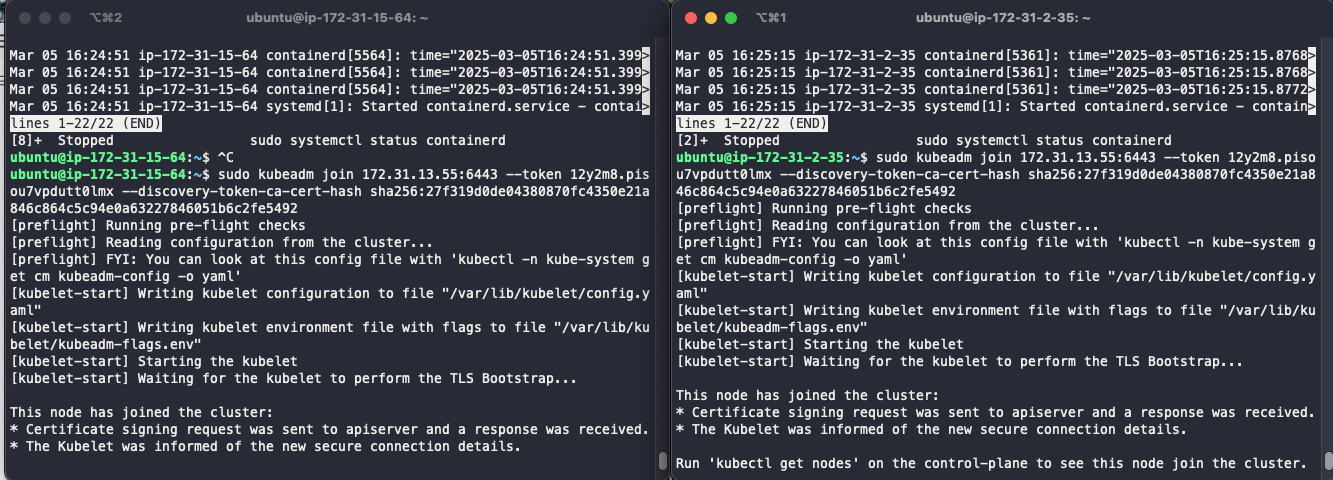 ⌥⌘2
ubuntu@ip-172-31-15-64: ~
Mar 05 16:24:51 ip-172-31-15-64 containerd[5564]: time="2025-03-05T16:24:51.399>
Mar 05 16:24:51 ip-172-31-15-64 containerd[5564]: time="2025-03-05T16:24:51.399>
Mar 05 16:24:51 ip-172-31-15-64 containerd[5564]: time="2025-03-05T16:24:51.399>
Mar 05 16:24:51 ip-172-31-15-64 systemd[1]: Started containerd.service - contai>
lines 1-22/22 (END)
[8]+  Stopped                 sudo systemctl status containerd
ubuntu@ip-172-31-15-64:~$ ^C
ubuntu@ip-172-31-15-64:~$ sudo kubeadm join 172.31.13.55:6443 --token 12y2m8.pis
ou7vpdutt0lmx --discovery-token-ca-cert-hash sha256:27f319d0de04380870fc4350e21a
846c864c5c94e0a63227846051b6c2fe5492
[preflight] Running pre-flight checks
[preflight] Reading configuration from the cluster...
[preflight] FYI: You can look at this config file with 'kubectl -n kube-system g
et cm kubeadm-config -o yaml'
[kubelet-start] Writing kubelet configuration to file "/var/lib/kubelet/config.y
aml"
[kubelet-start] Writing kubelet environment file with flags to file "/var/lib/ku
belet/kubeadm-flags.env"
[kubelet-start] Starting the kubelet
[kubelet-start] Waiting for the kubelet to perform the TLS Bootstrap...
This node has joined the cluster:
* Certificate signing request was sent to apiserver and a response was received.
* The Kubelet was informed of the new secure connection details.
⌥⌘1
ubuntu@ip-172-31-2-35: ~
Mar 05 16:25:15 ip-172-31-2-35 containerd[5361]: time="2025-03-05T16:25:15.8768>
Mar 05 16:25:15 ip-172-31-2-35 containerd[5361]: time="2025-03-05T16:25:15.8768>
Mar 05 16:25:15 ip-172-31-2-35 containerd[5361]: time="2025-03-05T16:25:15.8772>
Mar 05 16:25:15 ip-172-31-2-35 systemd[1]: Started containerd.service - contain>
lines 1-22/22 (END)
[2]+  Stopped                 sudo systemctl status containerd
ubuntu@ip-172-31-2-35:~$ sudo kubeadm join 172.31.13.55:6443 --token 12y2m8.piso
u7vpdutt0lmx --discovery-token-ca-cert-hash sha256:27f319d0de04380870fc4350e21a8
46c864c5c94e0a63227846051b6c2fe5492
[preflight] Running pre-flight checks
[preflight] Reading configuration from the cluster...
[preflight] FYI: You can look at this config file with 'kubectl -n kube-system g
et cm kubeadm-config -o yaml'
[kubelet-start] Writing kubelet configuration to file "/var/lib/kubelet/config.y
aml"
[kubelet-start] Writing kubelet environment file with flags to file "/var/lib/ku
belet/kubeadm-flags.env"
[kubelet-start] Starting the kubelet
[kubelet-start] Waiting for the kubelet to perform the TLS Bootstrap...
This node has joined the cluster:
* Certificate signing request was sent to apiserver and a response was received.
* The Kubelet was informed of the new secure connection details.
Run 'kubectl get nodes' on the control-plane to see this node join the cluster.